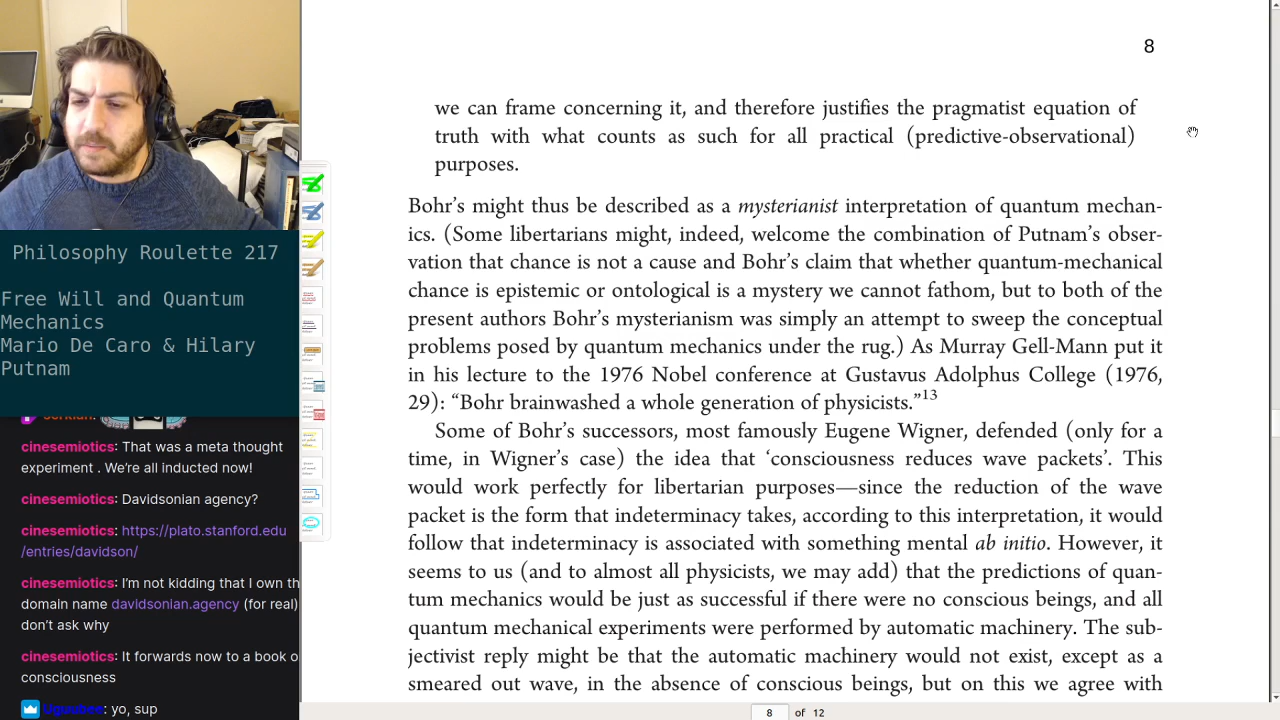 8
we can frame concerning it, and therefore justifies the pragmatist equation of
truth with what counts as such for all practical (predictive-observational)
purposes.
Bohr's might thus be described as a mysterianist interpretation of quantum mechan-
ics. (Some libertarians might, indeed, welcome the combination of Putnam's obser-
vation that chance is not a cause and Bohr's claim that whether quantum-mechanical
chance is epistemic or ontological is a mystery we cannot fathom, but to both of the
present authors Bohr's mysterianism was simply an attempt to sweep the conceptual
problems posed by quantum mechanics under the rug.) As Murray Gell-Mann put it
in his lecture to the 1976 Nobel conference at Gustavus Adolphus College (1976,
29): "Bohr brainwashed a whole generation of physicists."13
Some of Bohr's successors, most famously Eugene Wigner, defended (only for a
time, in Wigner's case) the idea that 'consciousness reduces wave packets'. This
would work perfectly for libertarian purposes—since the reduction of the wave
packet is the form that indeterminacy takes, according to this interpretation, it would
follow that indeterminacy is associated with something mental ab initio. However, it
seems to us (and to almost all physicists, we may add) that the predictions of quan-
tum mechanics would be just as successful if there were no conscious beings, and all
quantum mechanical experiments were performed by automatic machinery. The sub-
jectivist reply might be that the automatic machinery would not exist, except as a
smeared out wave, in the absence of conscious beings, but on this we agree with
8 of 12
Philosophy Roulette 217
Free Will and Quantum
Mechanics
Mario De Caro & Hilary
Putnam
cinesemiotics: That was a meta thought
experiment . We're all inducted now!
cinesemiotics: Davidsonian agency?
cinesemiotics: https://plato.stanford.edu
/entries/davidson/
cinesemiotics: I'm not kidding that I own th
domain name davidsonian.agency (for real)
don't ask why
cinesemiotics: It forwards now to a book o
consciousness
: yo, sup